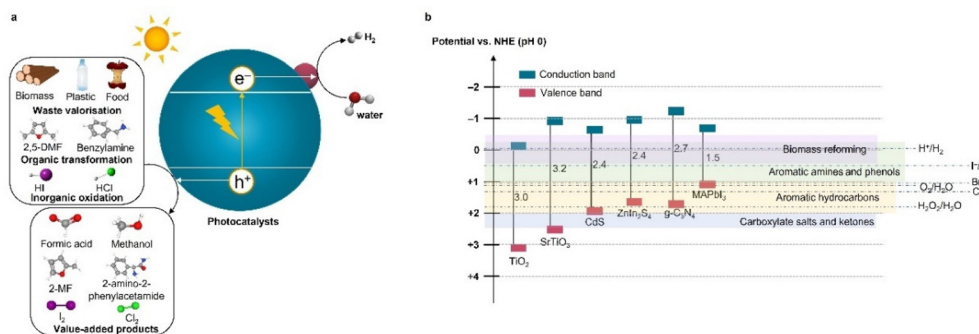 a
H₂
e⁻
Biomass Plastic Food
Waste valorisation
water
2,5-DMF Benzylamine
Organic transformation
HI HCl
Inorganic oxidation
h⁺
Photocatalysts
Formic acid Methanol
2-MF 2-amino-2-
phenylacetamide
I₂ Cl₂
Value-added products
b
Potential vs. NHE (pH 0)
Conduction band
Valence band
-2
-1
0
+1
+2
+3
+4
3.0
3.2
2.4
2.4
2.7
1.5
TiO₂
SrTiO₃
CdS
ZnIn₂S₄
g-C₃N₄
MAPbI₃
Biomass reforming
Aromatic amines and phenols
Aromatic hydrocarbons
Carboxylate salts and ketones
H⁺/H₂
I⁻/
O₂/H₂O
H₂O₂/H₂O